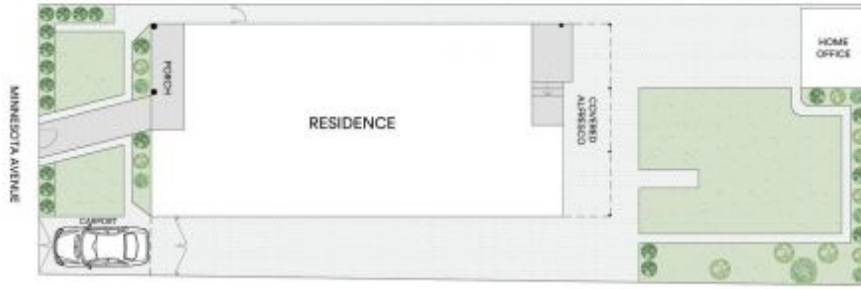 MINNESOTA AVENUE
PORCH
RESIDENCE
COVERED
ALFRESCO
HOME
OFFICE
CARPORT